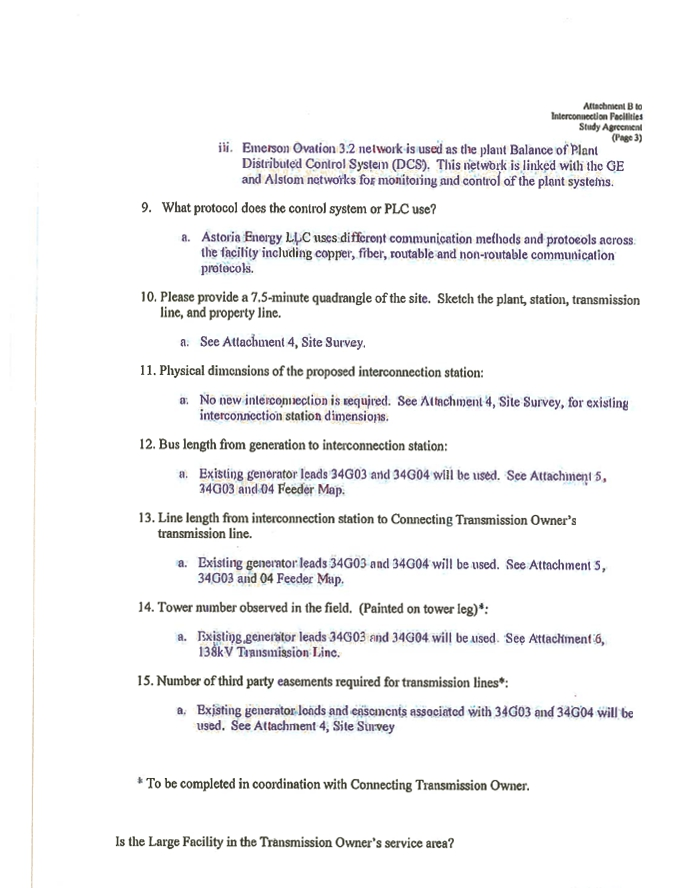 Attachment B to
Interconnection Facilities
Study Agreement
(Page 3)
iii. Emerson Ovation 3.2 network is used as the plant Balance of Plant
Distributed Control System (DCS). This network is linked with the GE
and Alstom networks for monitoring and control of the plant systems.
9. What protocol does the control system or PLC use?
a. Astoria Energy LLC uses different communication methods and protocols across
the facility including copper, fiber, routable and non-routable communication
protocols.
10. Please provide a 7.5-minute quadrangle of the site. Sketch the plant, station, transmission
line, and property line.
a. See Attachment 4, Site Survey.
11. Physical dimensions of the proposed interconnection station:
a. No new interconnection is required. See Attachment 4, Site Survey, for existing
interconnection station dimensions.
12. Bus length from generation to interconnection station:
a. Existing generator leads 34G03 and 34G04 will be used. See Attachment 5,
34G03 and 04 Feeder Map.
13. Line length from interconnection station to Connecting Transmission Owner's
transmission line.
a. Existing generator leads 34G03 and 34G04 will be used. See Attachment 5,
34G03 and 04 Feeder Map.
14. Tower number observed in the field. (Painted on tower leg)*:
a. Existing generator leads 34G03 and 34G04 will be used. See Attachment 6,
138kV Transmission Line.
15. Number of third party easements required for transmission lines*:
a. Existing generator leads and easements associated with 34G03 and 34G04 will be
used. See Attachment 4, Site Survey
* To be completed in coordination with Connecting Transmission Owner.
Is the Large Facility in the Transmission Owner's service area?